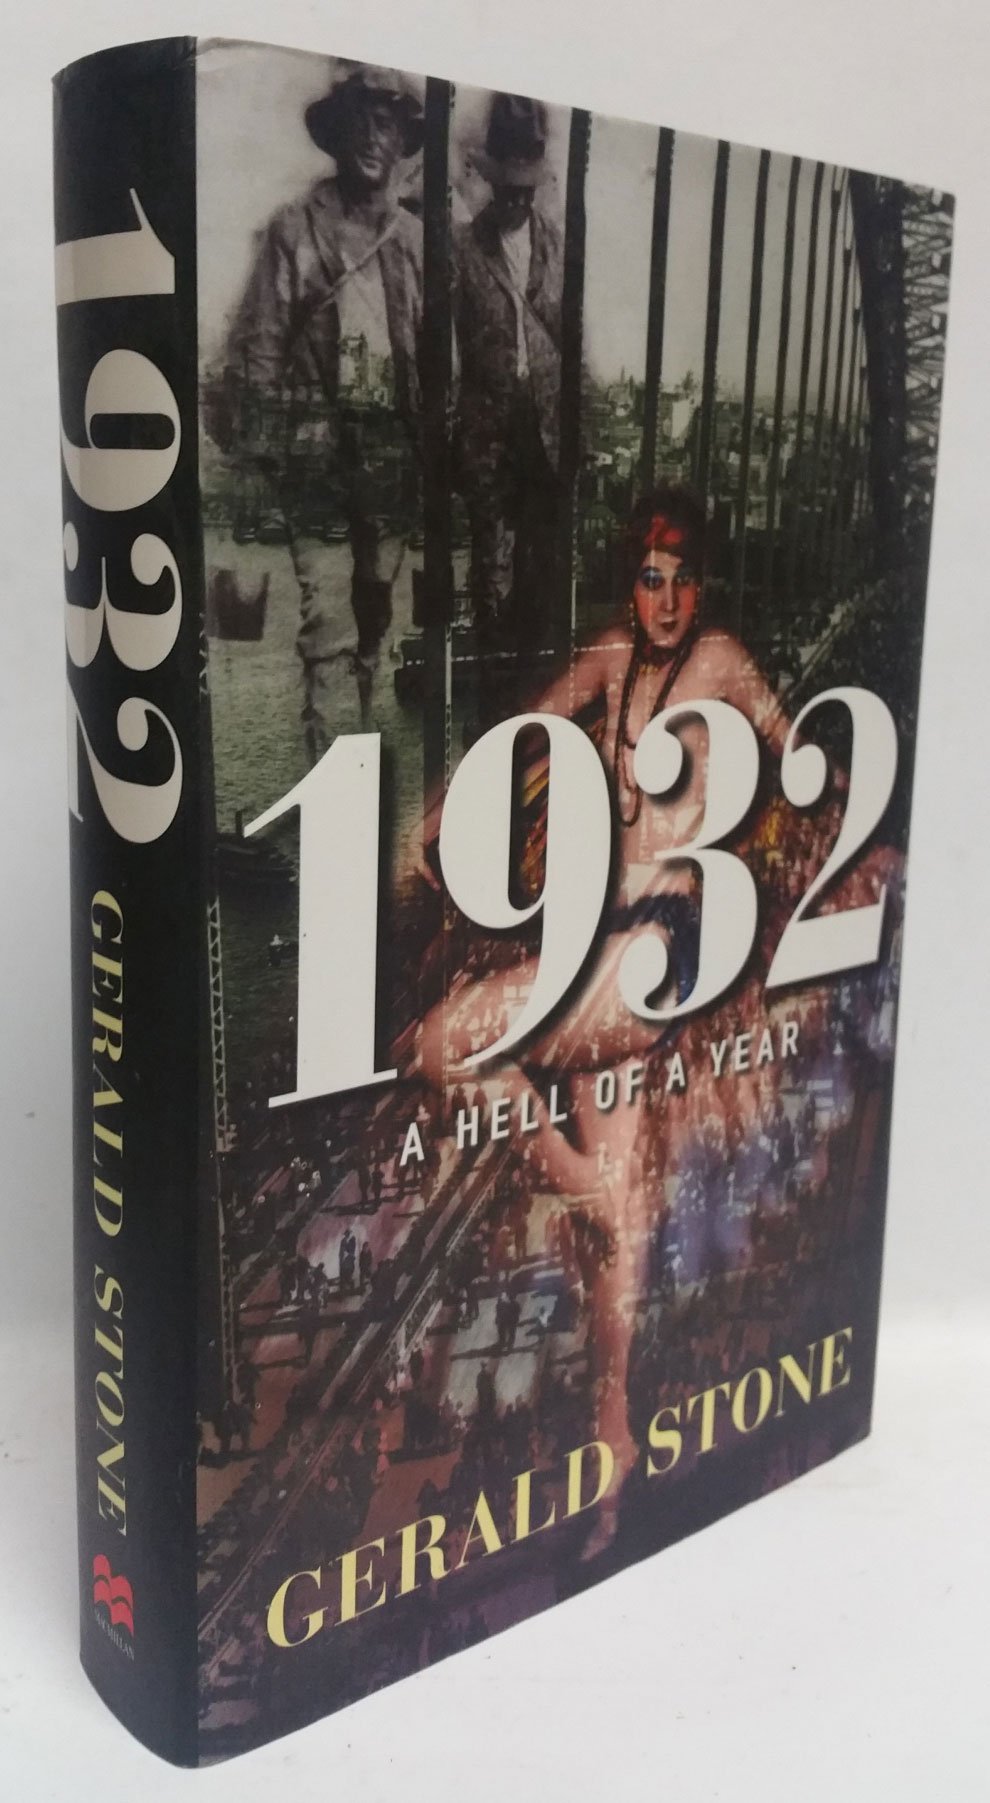 1932
GERALD STONE
MACMILLAN
1932
A HELL OF A YEAR
GERALD STONE